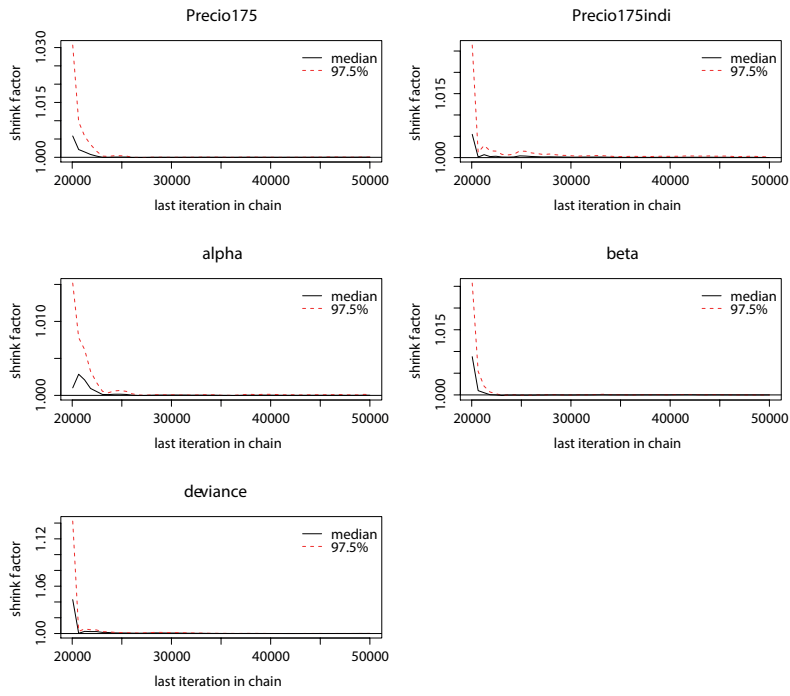 Precio175
shrink factor
1.000 1.015 1.030
median
97.5%
20000 30000 40000 50000
last iteration in chain
Precio175indi
shrink factor
1.000 1.015
median
97.5%
20000 30000 40000 50000
last iteration in chain
alpha
shrink factor
1.000 1.010
median
97.5%
20000 30000 40000 50000
last iteration in chain
beta
shrink factor
1.000 1.015
median
97.5%
20000 30000 40000 50000
last iteration in chain
deviance
shrink factor
1.00 1.06 1.12
median
97.5%
20000 30000 40000 50000
last iteration in chain